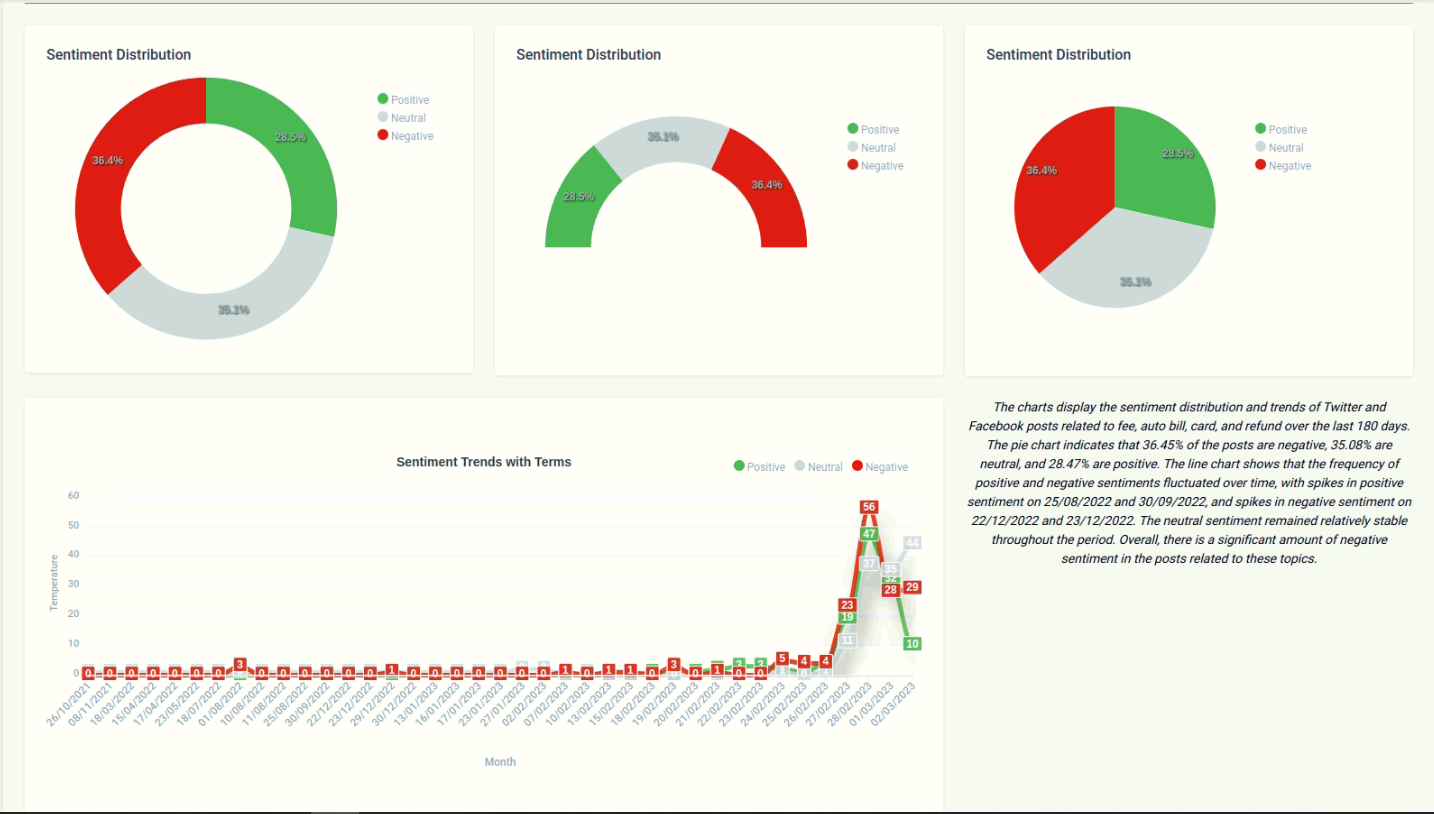 Sentiment Distribution
Positive
Neutral
Negative
28.5%
36.4%
35.1%
Sentiment Distribution
Positive
Neutral
Negative
35.1%
28.5%
36.4%
Sentiment Distribution
Positive
Neutral
Negative
28.5%
36.4%
35.1%
Sentiment Trends with Terms
Positive Neutral Negative
Temperature
60
50
40
30
20
10
0
56
47
37
44
35
32
28
29
23
19
11
10
0 0 0 0 0 0 0 3 0 0 0 0 0 0 1 0 0 0 0 0 0 0 1 0 1 1 0 3 0 1 0 0 5 4 4
26/10/2021
08/11/2021
18/03/2022
15/04/2022
17/04/2022
23/05/2022
18/07/2022
01/08/2022
10/08/2022
11/08/2022
25/08/2022
30/09/2022
22/12/2022
23/12/2022
29/12/2022
30/12/2022
13/01/2023
16/01/2023
17/01/2023
23/01/2023
27/01/2023
02/02/2023
07/02/2023
10/02/2023
13/02/2023
15/02/2023
18/02/2023
19/02/2023
20/02/2023
21/02/2023
22/02/2023
23/02/2023
24/02/2023
25/02/2023
26/02/2023
27/02/2023
28/02/2023
01/03/2023
02/03/2023
Month
The charts display the sentiment distribution and trends of Twitter and
Facebook posts related to fee, auto bill, card, and refund over the last 180 days.
The pie chart indicates that 36.45% of the posts are negative, 35.08% are
neutral, and 28.47% are positive. The line chart shows that the frequency of
positive and negative sentiments fluctuated over time, with spikes in positive
sentiment on 25/08/2022 and 30/09/2022, and spikes in negative sentiment on
22/12/2022 and 23/12/2022. The neutral sentiment remained relatively stable
throughout the period. Overall, there is a significant amount of negative
sentiment in the posts related to these topics.